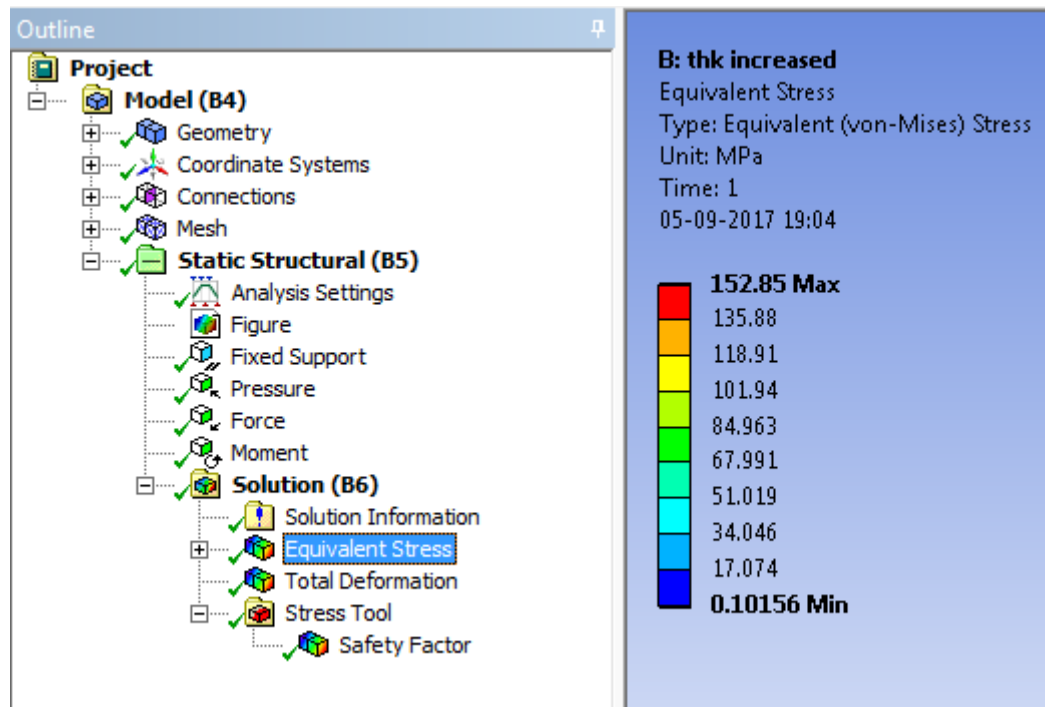 Outline
Project
Model (B4)
Geometry
Coordinate Systems
Connections
Mesh
Static Structural (B5)
Analysis Settings
Figure
Fixed Support
Pressure
Force
Moment
Solution (B6)
Solution Information
Equivalent Stress
Total Deformation
Stress Tool
Safety Factor
B: thk increased
Equivalent Stress
Type: Equivalent (von-Mises) Stress
Unit: MPa
Time: 1
05-09-2017 19:04
152.85 Max
135.88
118.91
101.94
84.963
67.991
51.019
34.046
17.074
0.10156 Min